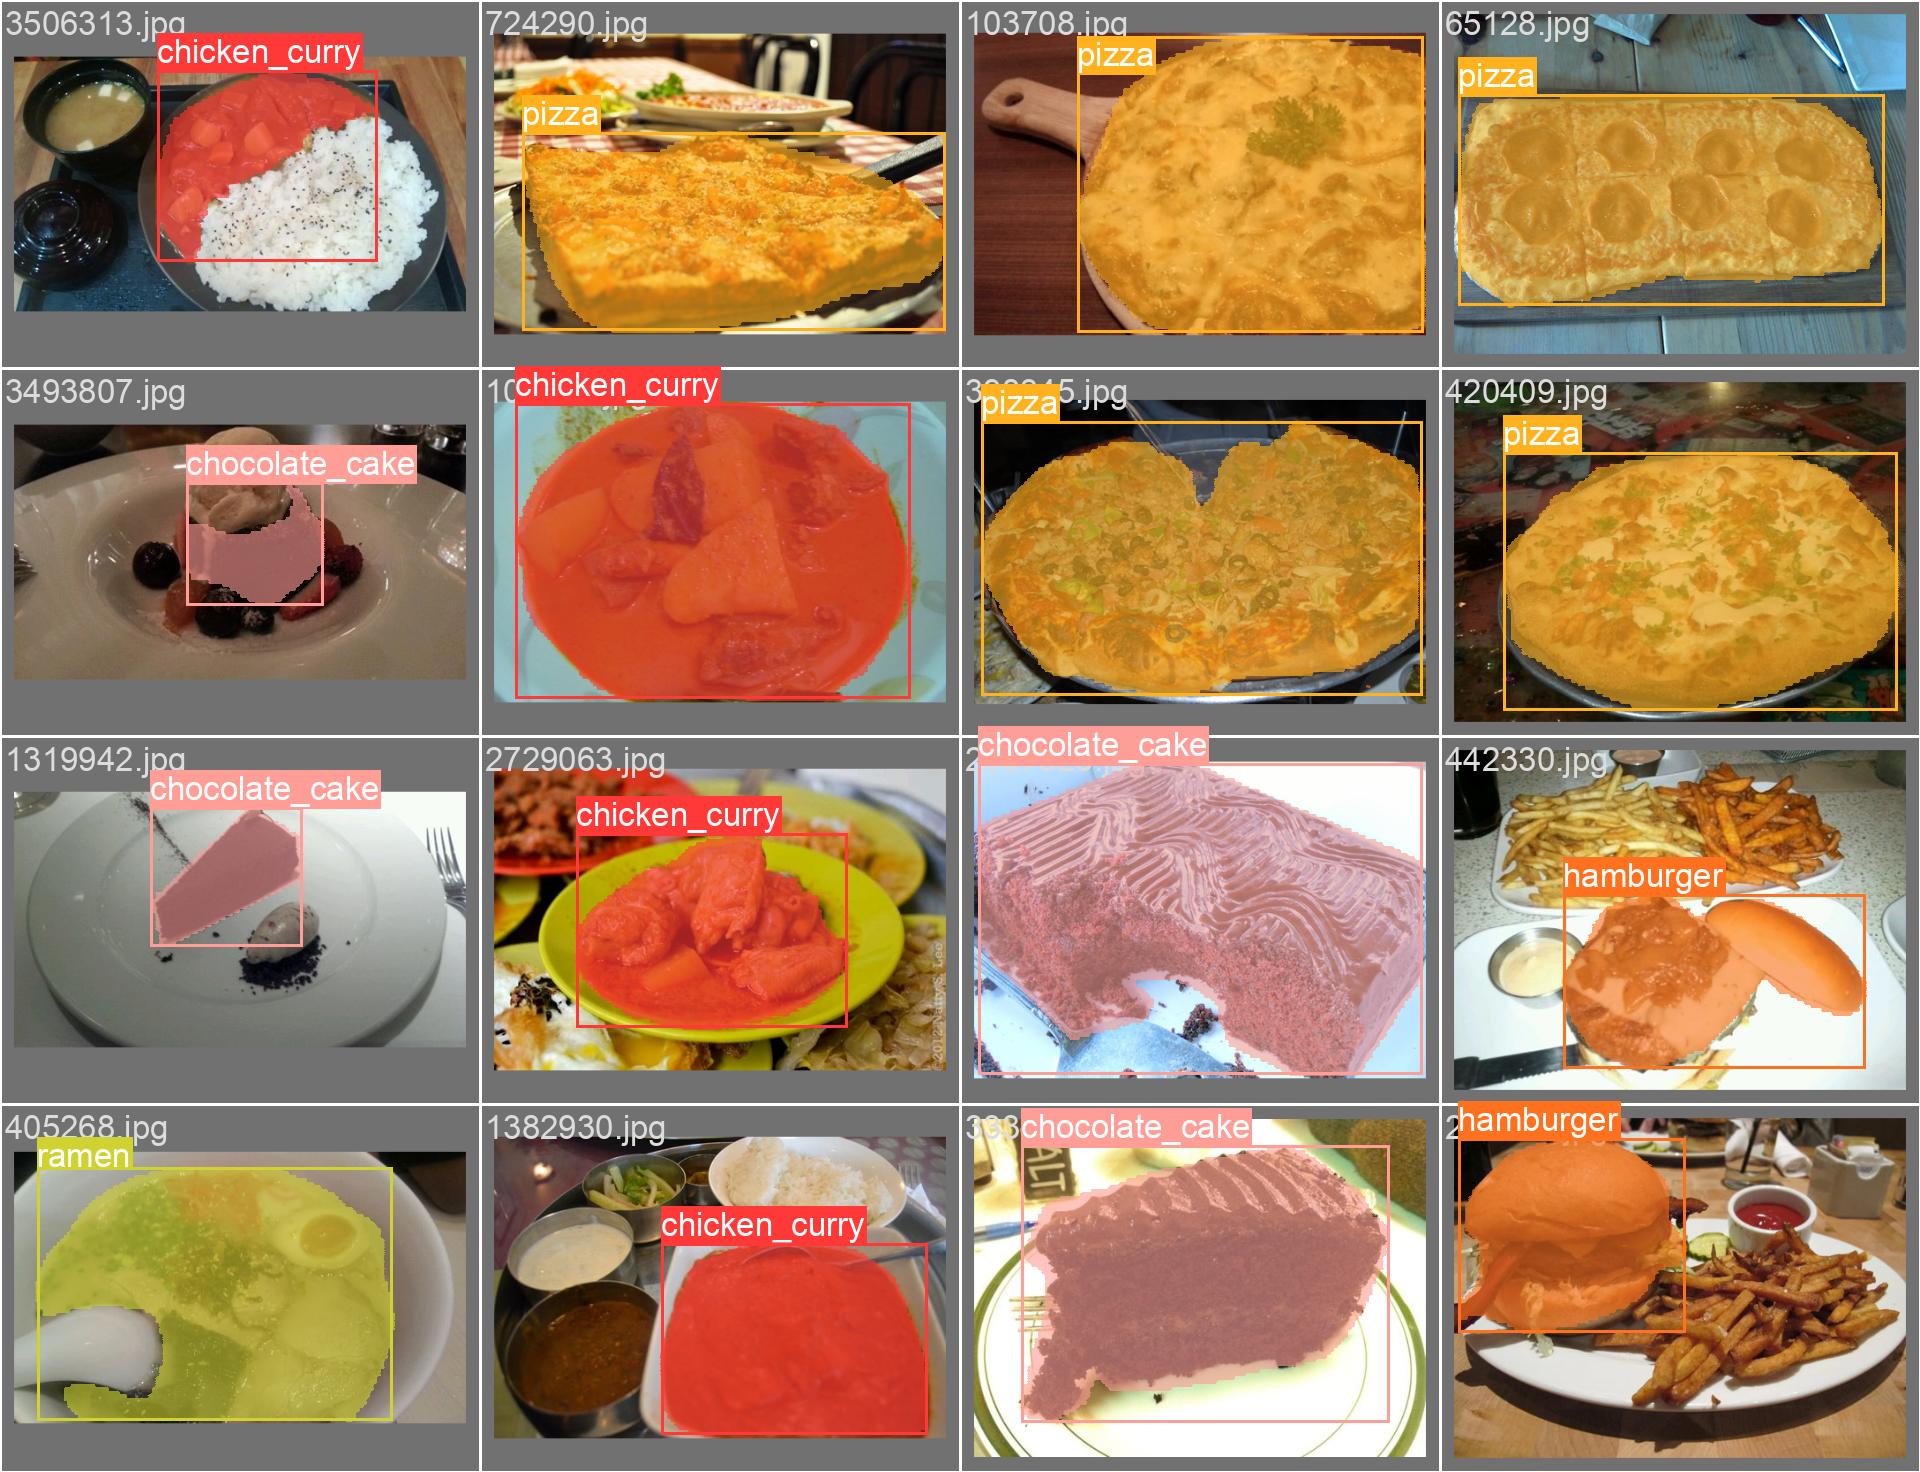 3506313.jpg
chicken_curry
724290.jpg
pizza
103708.jpg
pizza
65128.jpg
pizza
3493807.jpg
chocolate_cake
chicken_curry
pizza
420409.jpg
pizza
1319942.jpg
chocolate_cake
2729063.jpg
chicken_curry
chocolate_cake
442330.jpg
hamburger
405268.jpg
ramen
1382930.jpg
chicken_curry
chocolate_cake
ALT
hamburger